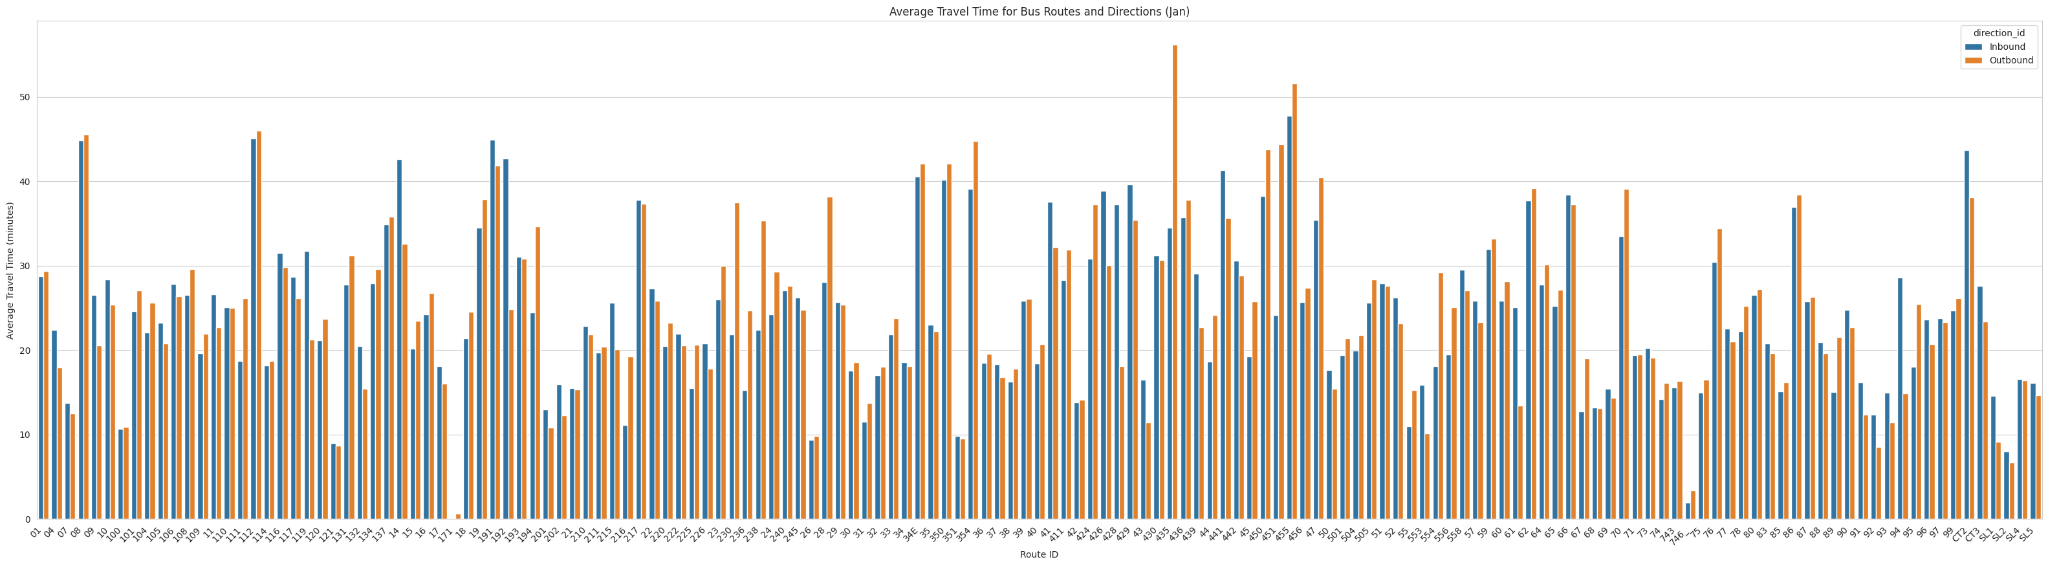 Average Travel Time for Bus Routes and Directions (Jan)
direction_id
Inbound
Outbound
Average Travel Time (minutes)
50
40
30
20
10
0
01 04 07 08 09 10 100 101 104 105 106 108 109 11 110 111 112 114 116 117 119 120 121 131 132 134 137 14 15 16 17 171 18 19 191 192 193 194 201 202 21 210 211 215 216 217 22 220 222 225 226 23 230 236 238 24 240 245 26 28 29 30 31 32 33 34 34E 35 350 351 354 36 37 38 39 40 41 411 42 424 426 428 429 43 430 435 436 439 44 441 442 45 450 451 455 456 47 50 501 504 505 51 52 55 553 554 556 558 57 59 60 61 62 64 65 66 67 68 69 70 71 73 74 743 746_ 75 76 77 78 80 83 85 86 87 88 89 90 91 92 93 94 95 96 97 99 CT2 CT3 SL1 SL2 SL4 SL5
Route ID